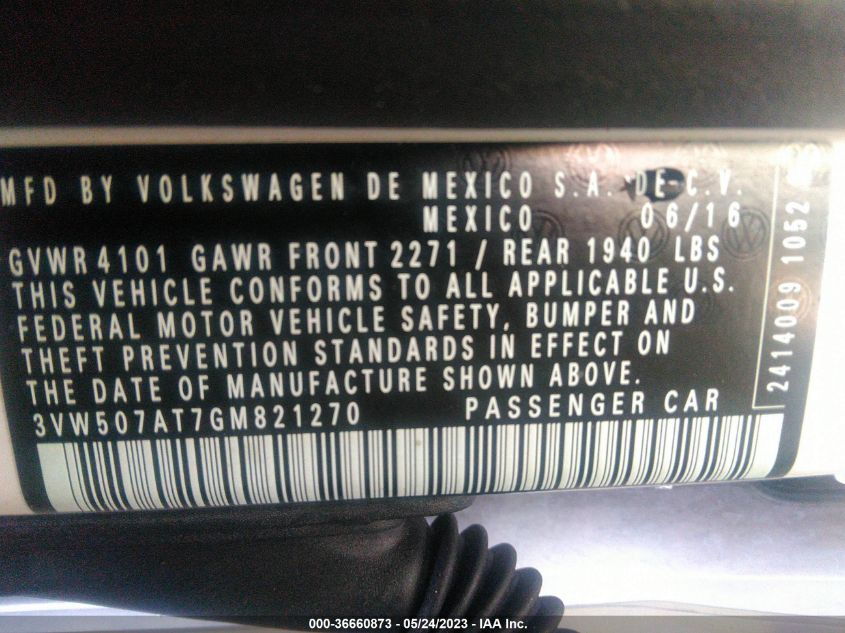 MFD BY VOLKSWAGEN DE MEXICO S.A. DE C.V.
MEXICO 06/16
GVWR 4101 GAWR FRONT 2271 / REAR 1940 LBS
THIS VEHICLE CONFORMS TO ALL APPLICABLE U.S.
FEDERAL MOTOR VEHICLE SAFETY, BUMPER AND
THEFT PREVENTION STANDARDS IN EFFECT ON
THE DATE OF MANUFACTURE SHOWN ABOVE.
3VW507AT7GM821270 PASSENGER CAR
2414009 1052
000-36660873 - 05/24/2023 - IAA Inc.